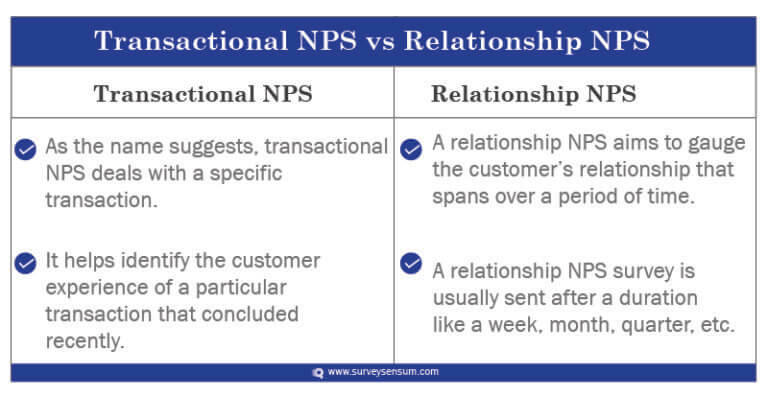 Transactional NPS vs Relationship NPS
Transactional NPS
Relationship NPS
As the name suggests, transactional
NPS deals with a specific
transaction.
It helps identify the customer
experience of a particular
transaction that concluded
recently.
A relationship NPS aims to gauge
the customer’s relationship that
spans over a period of time.
A relationship NPS survey is
usually sent after a duration
like a week, month, quarter, etc.
www.surveysensum.com